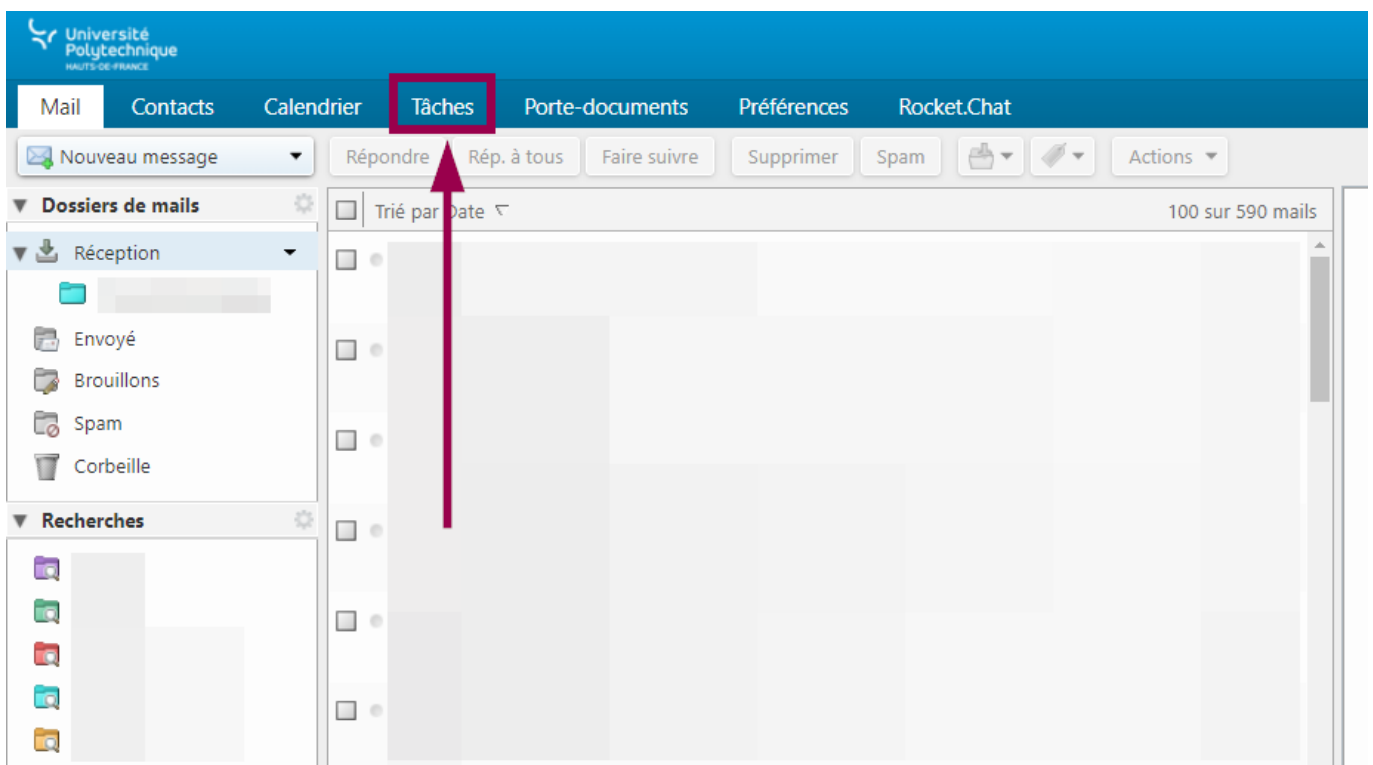 Université
Polytechnique
HAUTS-DE-FRANCE
Mail Contacts Calendrier Tâches Porte-documents Préférences Rocket.Chat
Nouveau message Répondre Rép. à tous Faire suivre Supprimer Spam Actions
Dossiers de mails
Trié par Date 100 sur 590 mails
Réception
Envoyé
Brouillons
Spam
Corbeille
Recherches